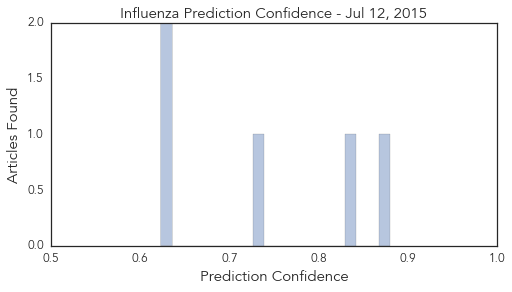 Influenza Prediction Confidence - Jul 12, 2015
2.0
1.5
1.0
0.5
0.0
Articles Found
0.5 0.6 0.7 0.8 0.9 1.0
Prediction Confidence